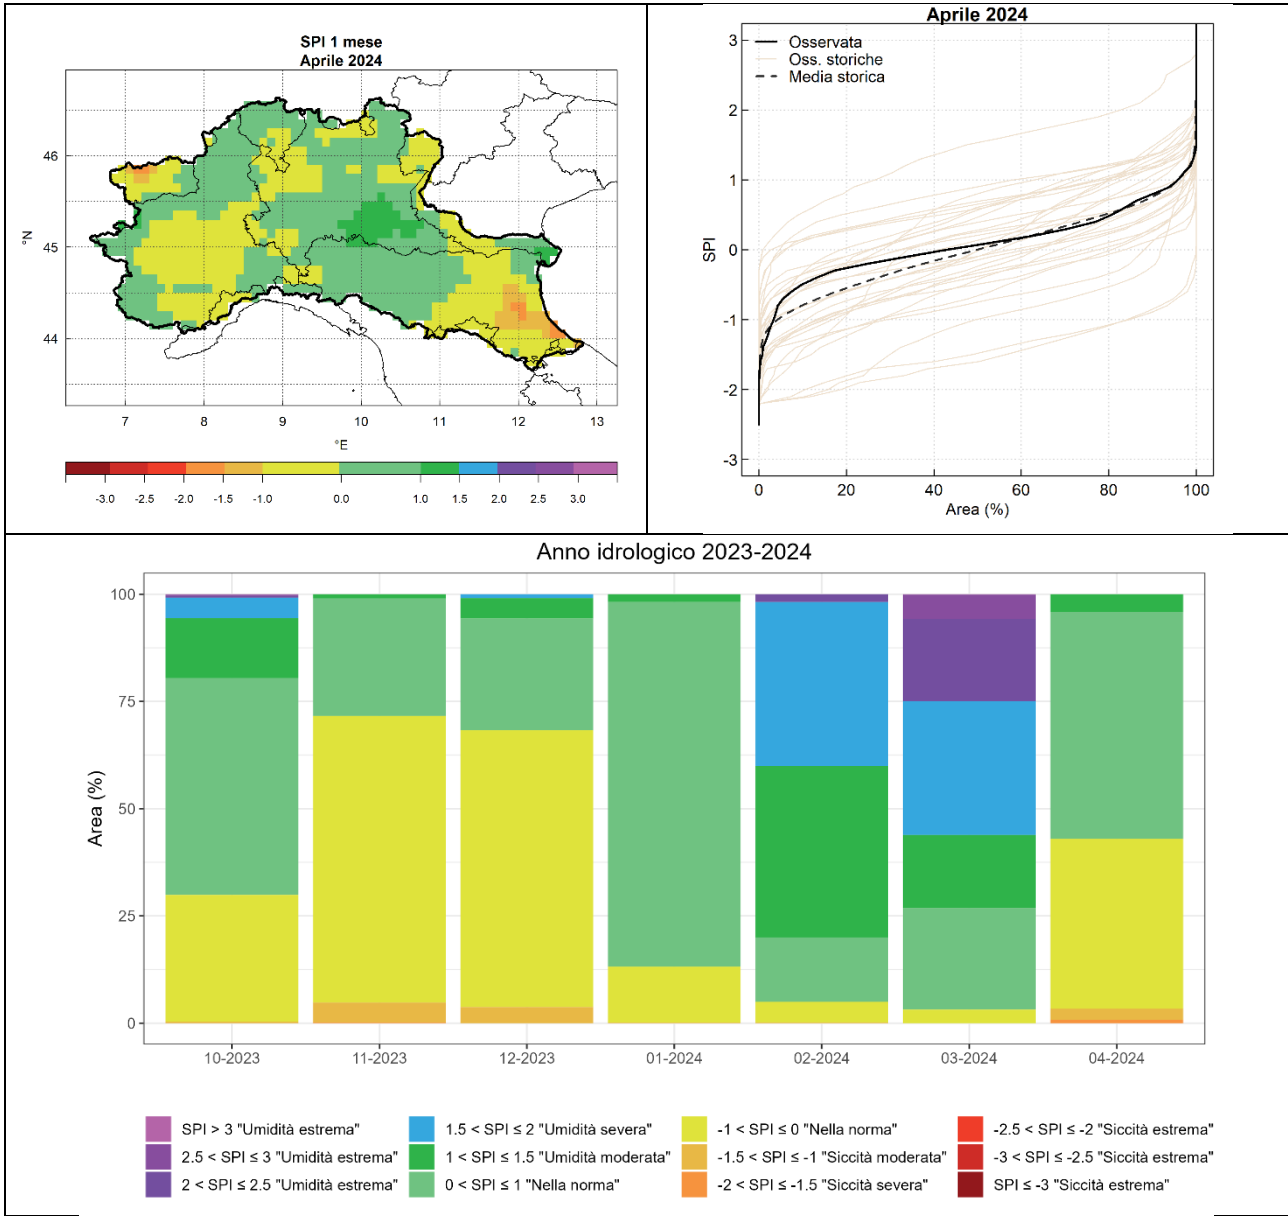 SPI 1 mese
Aprile 2024
46
45
44
°N
7 8 9 10 11 12 13
°E
-3.0 -2.5 -2.0 -1.5 -1.0 0.0 1.0 1.5 2.0 2.5 3.0
Aprile 2024
Osservata
Oss. storiche
Media storica
3
2
1
0
-1
-2
-3
SPI
0 20 40 60 80 100
Area (%)
Anno idrologico 2023-2024
100
75
50
25
0
Area (%)
10-2023 11-2023 12-2023 01-2024 02-2024 03-2024 04-2024
SPI > 3 "Umidità estrema" 1.5 < SPI ≤ 2 "Umidità severa" -1 < SPI ≤ 0 "Nella norma" -2.5 < SPI ≤ -2 "Siccità estrema"
2.5 < SPI ≤ 3 "Umidità estrema" 1 < SPI ≤ 1.5 "Umidità moderata" -1.5 < SPI ≤ -1 "Siccità moderata" -3 < SPI ≤ -2.5 "Siccità estrema"
2 < SPI ≤ 2.5 "Umidità estrema" 0 < SPI ≤ 1 "Nella norma" -2 < SPI ≤ -1.5 "Siccità severa" SPI ≤ -3 "Siccità estrema"